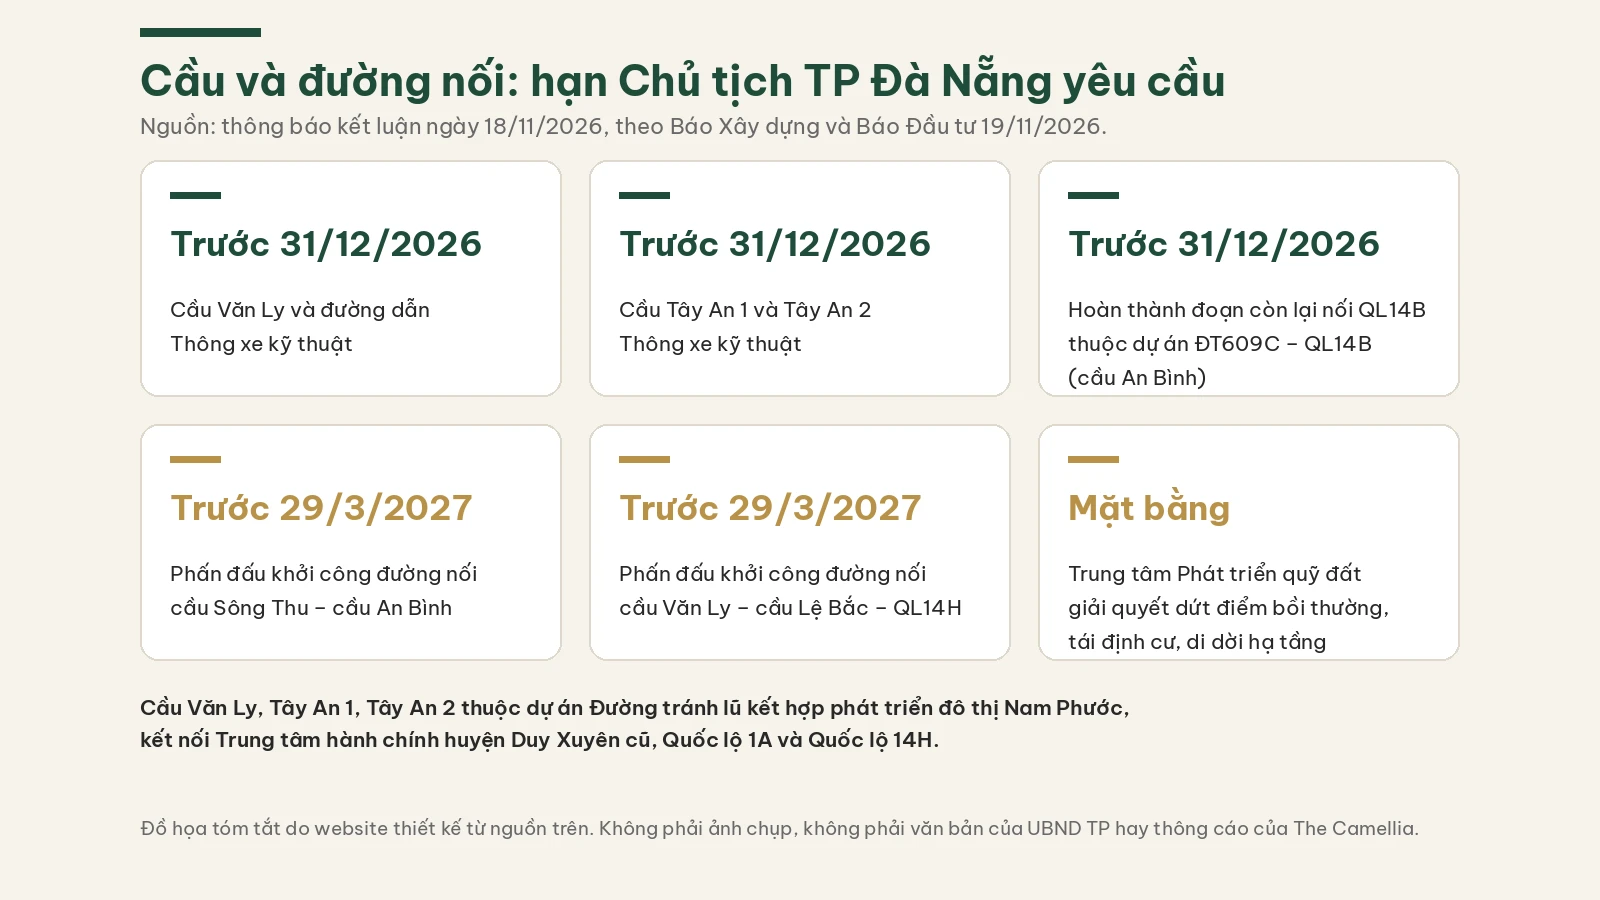 Cầu và đường nối: hạn Chủ tịch TP Đà Nẵng yêu cầu
Nguồn: thông báo kết luận ngày 18/11/2026, theo Báo Xây dựng và Báo Đầu tư 19/11/2026.
Trước 31/12/2026
Cầu Văn Ly và đường dẫn
Thông xe kỹ thuật
Trước 31/12/2026
Cầu Tây An 1 và Tây An 2
Thông xe kỹ thuật
Trước 31/12/2026
Hoàn thành đoạn còn lại nối QL14B
thuộc dự án ĐT609C – QL14B
(cầu An Bình)
Trước 29/3/2027
Phấn đấu khởi công đường nối
cầu Sông Thu – cầu An Bình
Trước 29/3/2027
Phấn đấu khởi công đường nối
cầu Văn Ly – cầu Lệ Bắc – QL14H
Mặt bằng
Trung tâm Phát triển quỹ đất
giải quyết dứt điểm bồi thường,
tái định cư, di dời hạ tầng
Cầu Văn Ly, Tây An 1, Tây An 2 thuộc dự án Đường tránh lũ kết hợp phát triển đô thị Nam Phước,
kết nối Trung tâm hành chính huyện Duy Xuyên cũ, Quốc lộ 1A và Quốc lộ 14H.
Đồ họa tóm tắt do website thiết kế từ nguồn trên. Không phải ảnh chụp, không phải văn bản của UBND TP hay thông cáo của The Camellia.